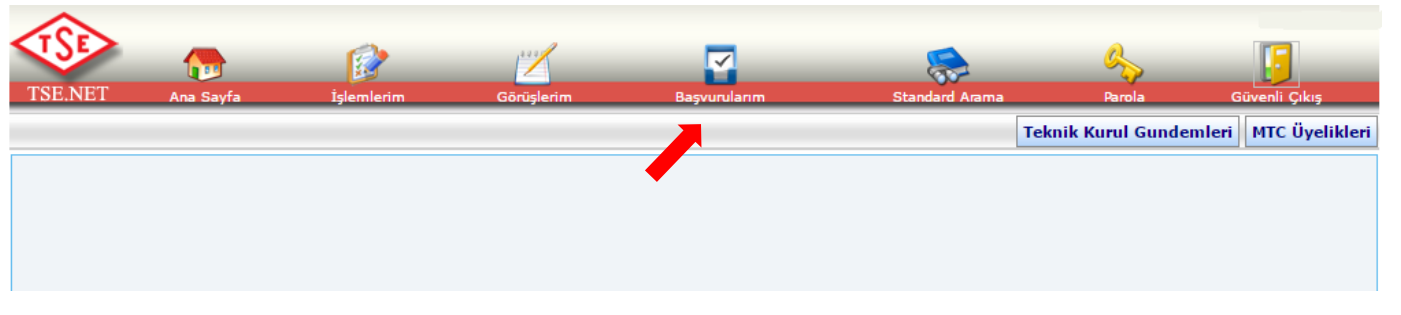 TSE
TSE.NET
Ana Sayfa
İşlemlerim
Görüşlerim
Başvurularım
Standard Arama
Parola
Güvenli Çıkış
Teknik Kurul Gundemleri
MTC Üyelikleri